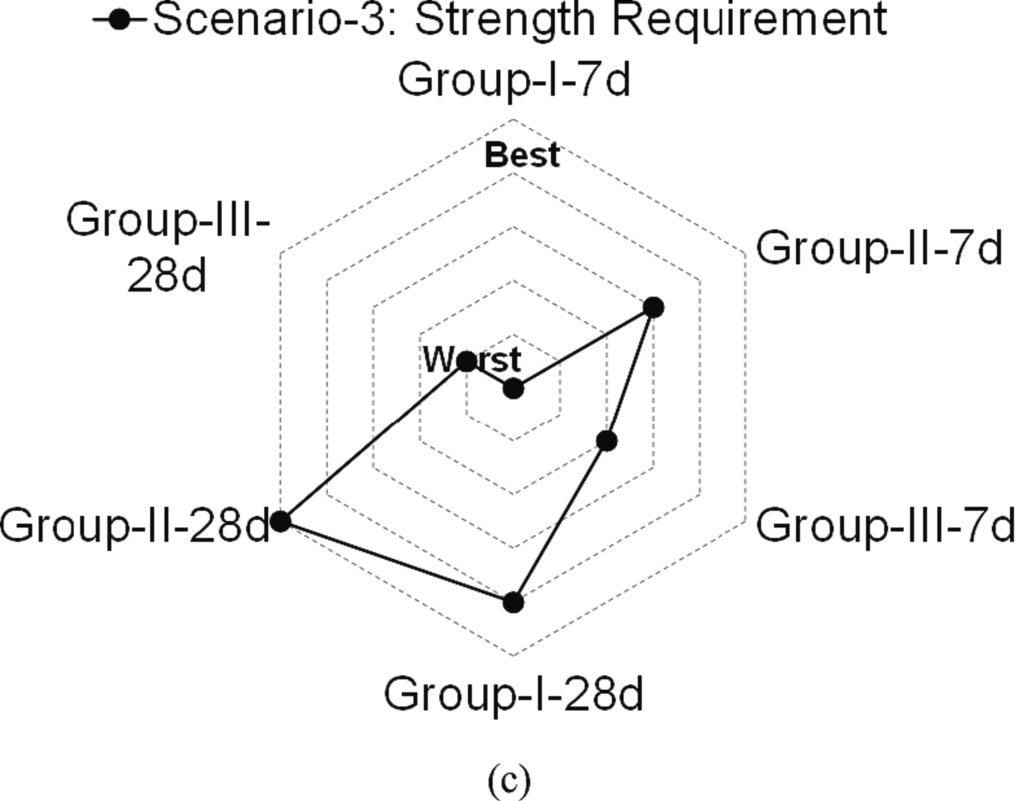 Scenario-3: Strength Requirement
Group-I-7d
Best
Group-III-
28d
Group-II-7d
Worst
Group-II-28d
Group-III-7d
Group-I-28d
(c)